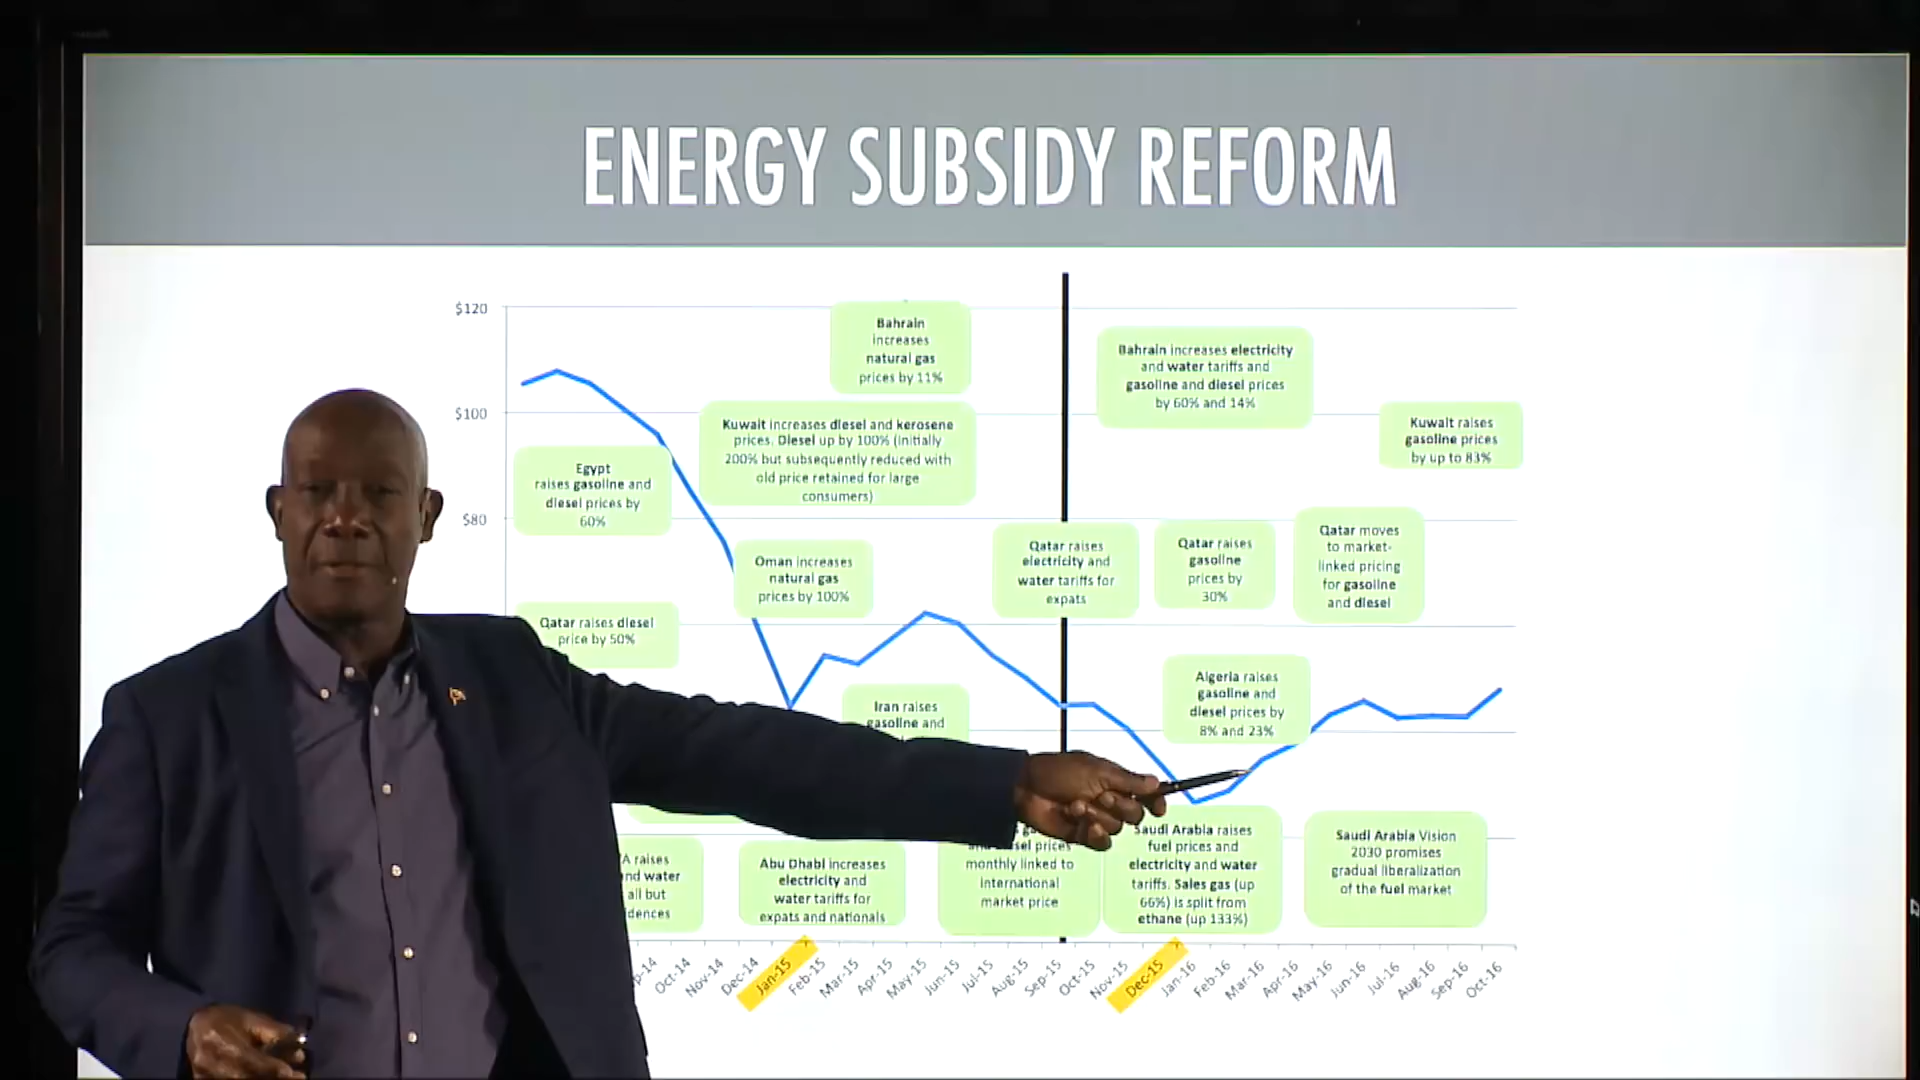 ENERGY SUBSIDY REFORM
$120
$100
$80
Bahrain
increases
natural gas
prices by 11%
Bahrain increases electricity
and water tariffs and
gasoline and diesel prices
by 60% and 14%
Kuwait increases diesel and kerosene
prices. Diesel up by 100% (initially
200% but subsequently reduced with
old price retained for large
consumers)
Kuwait raises
gasoline prices
by up to 83%
Egypt
raises gasoline and
diesel prices by
60%
Oman increases
natural gas
prices by 100%
Qatar raises
electricity and
water tariffs for
expats
Qatar raises
gasoline
prices by
30%
Qatar moves
to market-
linked pricing
for gasoline
and diesel
Qatar raises diesel
price by 50%
Iran raises
gasoline and
Algeria raises
gasoline and
diesel prices by
8% and 23%
A raises
nd water
all but
idences
Abu Dhabi increases
electricity and
water tariffs for
expats and nationals
prices
monthly linked to
international
market price
Saudi Arabia raises
fuel prices and
electricity and water
tariffs. Sales gas (up
66%) is split from
ethane (up 133%)
Saudi Arabia Vision
2030 promises
gradual liberalization
of the fuel market
p-14
Oct-14
Nov-14
Dec-14
Jan-15
Feb-15
Mar-15
Apr-15
May-15
Jun-15
Jul-15
Aug-15
Sep-15
Oct-15
Nov-15
Dec-15
Jan-16
Feb-16
Mar-16
Apr-16
May-16
Jun-16
Jul-16
Aug-16
Sep-16
Oct-16